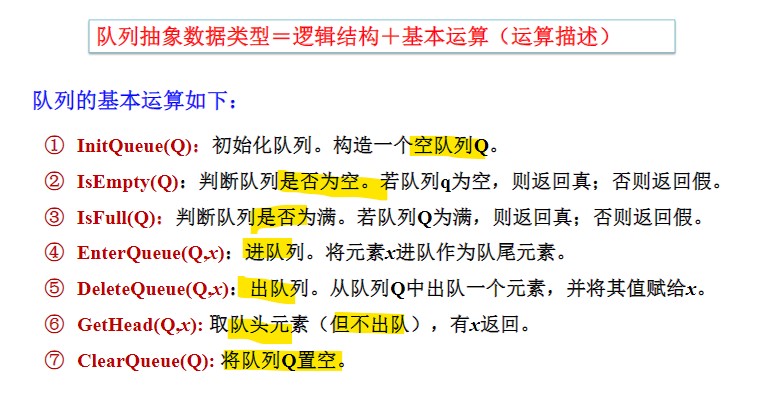 队列抽象数据类型＝逻辑结构＋基本运算（运算描述）
队列的基本运算如下：
① InitQueue(Q)：初始化队列。构造一个空队列Q。
② IsEmpty(Q)：判断队列是否为空。若队列q为空，则返回真；否则返回假。
③ IsFull(Q)：判断队列是否为满。若队列Q为满，则返回真；否则返回假。
④ EnterQueue(Q,x)：进队列。将元素x进队作为队尾元素。
⑤ DeleteQueue(Q,x)：出队列。从队列Q中出队一个元素，并将其值赋给x。
⑥ GetHead(Q,x): 取队头元素（但不出队），有x返回。
⑦ ClearQueue(Q): 将队列Q置空。